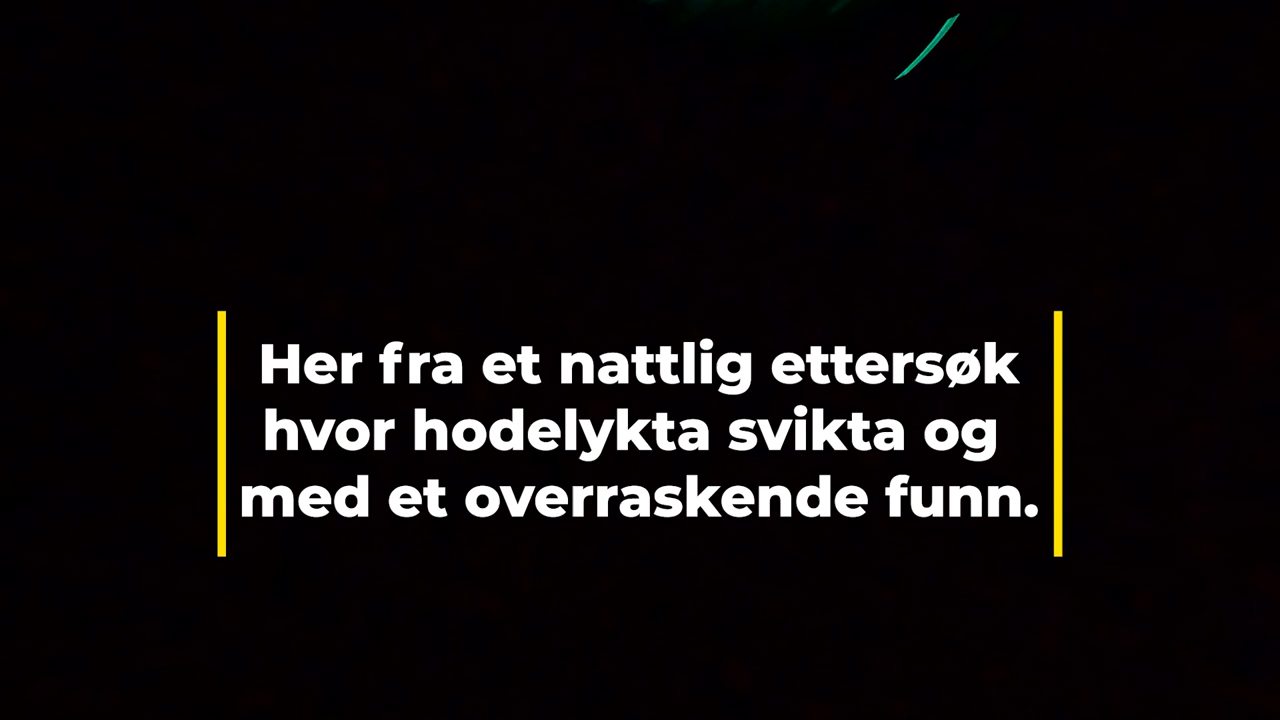 Her fra et nattlig ettersøk
hvor hodelykta svikta og
med et overraskende funn.